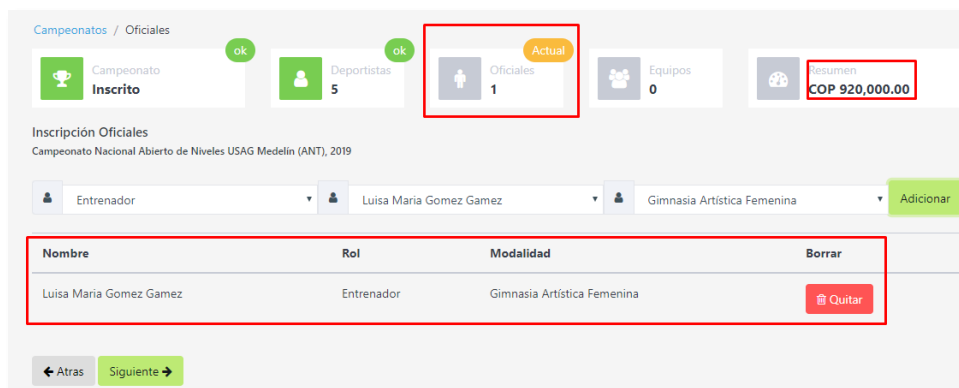 Campeonatos / Oficiales
ok ok Actual
Campeonato Deportistas Oficiales Equipos Resumen
Inscrito 5 1 0 COP 920,000.00
Inscripción Oficiales
Campeonato Nacional Abierto de Niveles USAG Medelín (ANT), 2019
Entrenador Luisa Maria Gomez Gamez Gimnasia Artística Femenina Adicionar
Nombre Rol Modalidad Borrar
Luisa Maria Gomez Gamez Entrenador Gimnasia Artística Femenina Quitar
Atras Siguiente